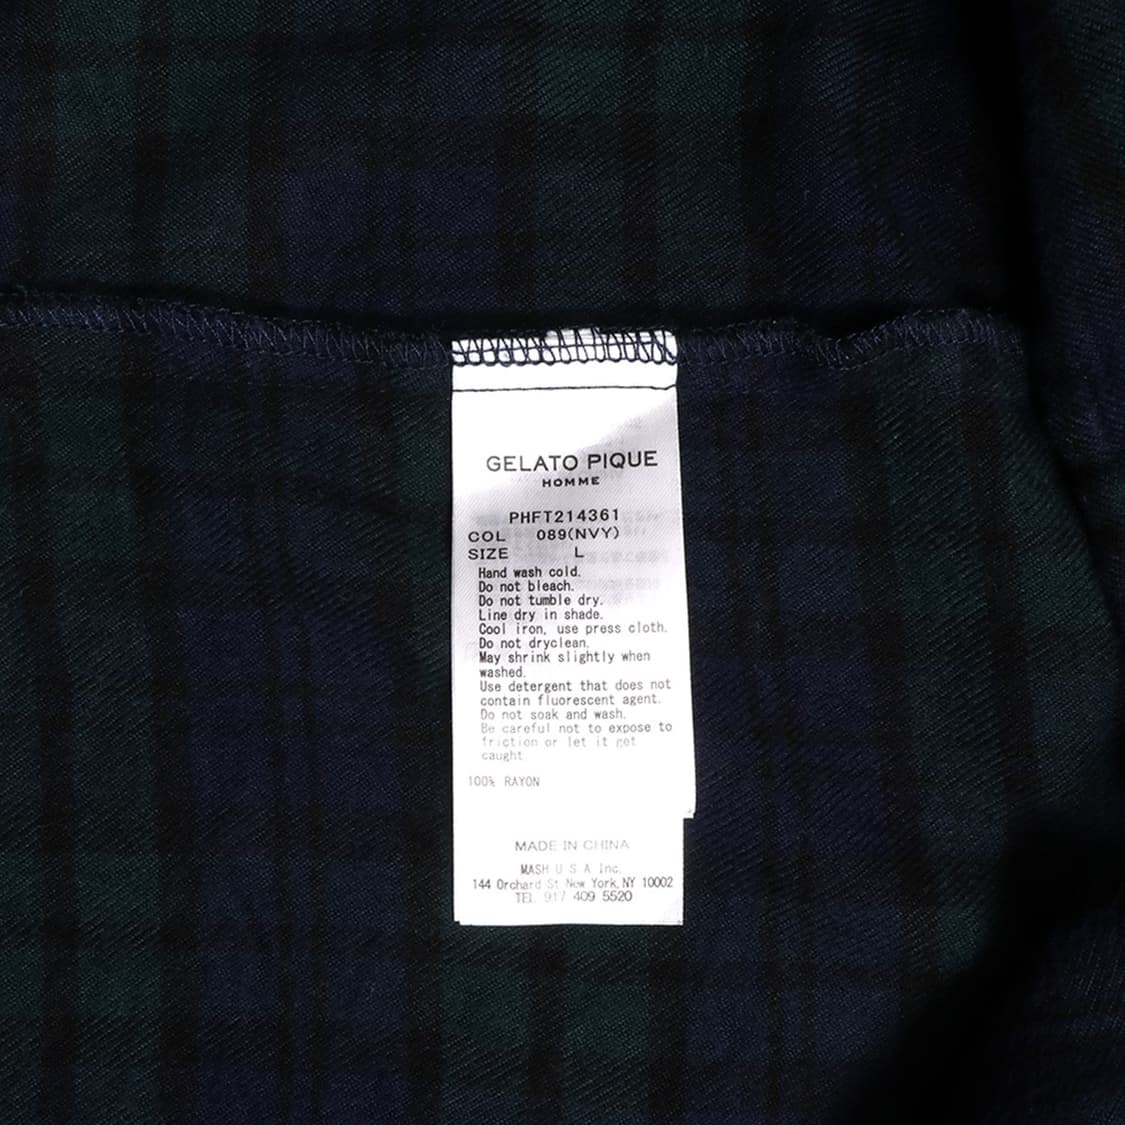 GELATO PIQUE
HOMME
PHFT214361
COL 089(NVY)
SIZE L
Hand wash cold.
Do not bleach.
Do not tumble dry.
Line dry in shade.
Cool iron, use press cloth.
Do not dryclean.
May shrink slightly when
washed.
Use detergent that does not
contain fluorescent agent.
Do not soak and wash.
Be careful not to expose to
friction or let it get
caught
100% RAYON
MADE IN CHINA
MASH U S A Inc.
144 Orchard St New York, NY 10002
TEL 917 409 5520